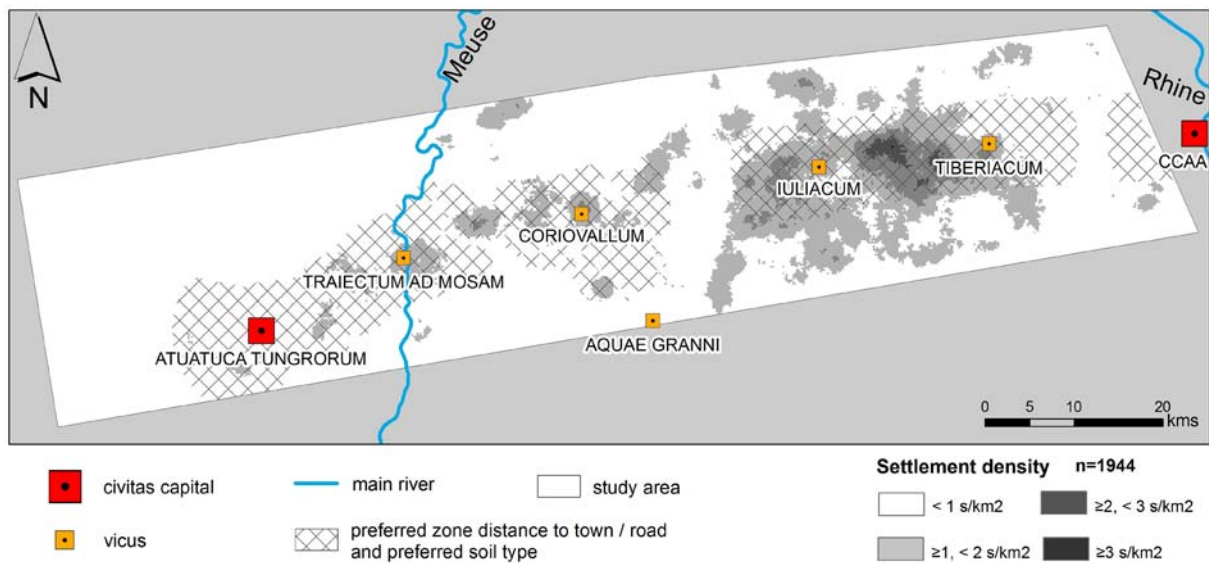 N
Meuse
Rhine
CCAA
TIBERIACUM
IULIACUM
CORIOVALLUM
TRAIECTUM AD MOSAM
AQUAE GRANNI
ATUATUCA TUNGRORUM
0 5 10 20
kms
civitas capital
main river
study area
vicus
preferred zone distance to town / road
and preferred soil type
Settlement density n=1944
< 1 s/km2
≥2, < 3 s/km2
≥1, < 2 s/km2
≥3 s/km2